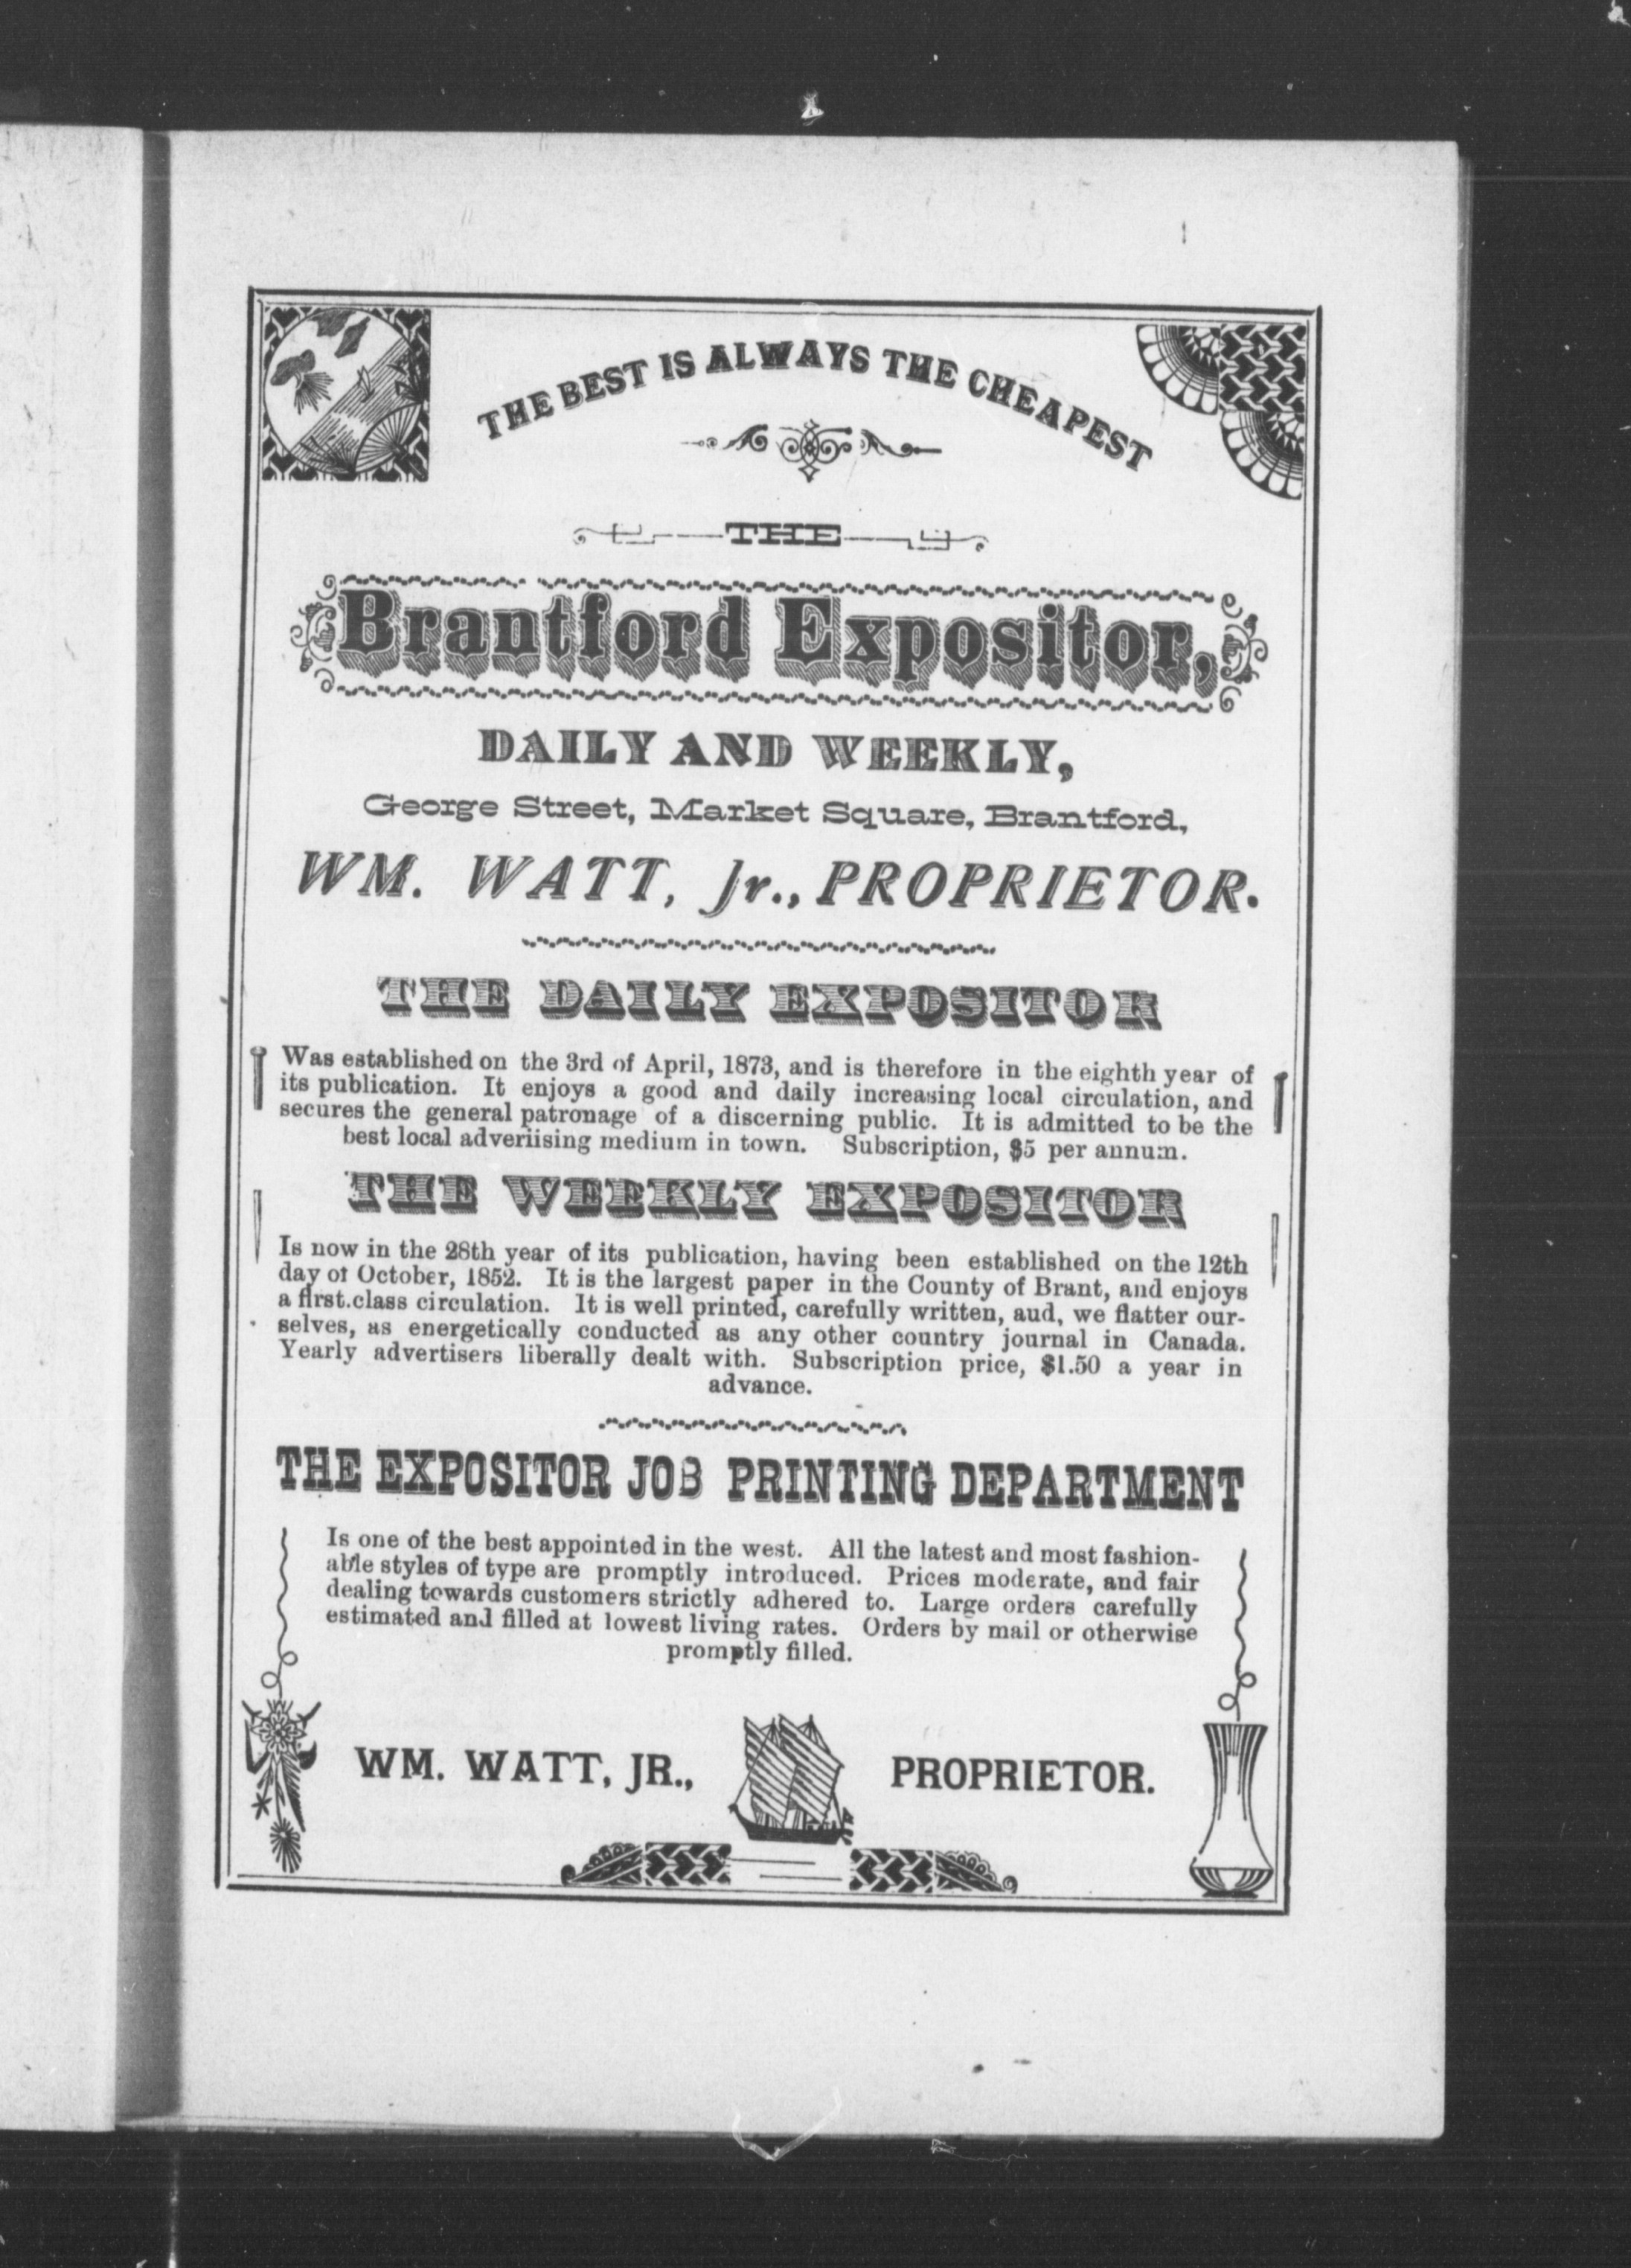 THE BEST IS ALWAYS THE CHEAPEST
THE
Brantford Expositor,
DAILY AND WEEKLY,
George Street, Market Square, Brantford,
WM. WATT, Jr., PROPRIETOR.
THE DAILY EXPOSITOR
Was established on the 3rd of April, 1873, and is therefore in the eighth year of
its publication. It enjoys a good and daily increasing local circulation, and
secures the general patronage of a discerning public. It is admitted to be the
best local adveriising medium in town. Subscription, $5 per annum.
THE WEEKLY EXPOSITOR
Is now in the 28th year of its publication, having been established on the 12th
day of October, 1852. It is the largest paper in the County of Brant, and enjoys
a first.class circulation. It is well printed, carefully written, aud, we flatter our-
selves, as energetically conducted as any other country journal in Canada.
Yearly advertisers liberally dealt with. Subscription price, $1.50 a year in
advance.
THE EXPOSITOR JOB PRINTING DEPARTMENT
Is one of the best appointed in the west. All the latest and most fashion-
able styles of type are promptly introduced. Prices moderate, and fair
dealing towards customers strictly adhered to. Large orders carefully
estimated and filled at lowest living rates. Orders by mail or otherwise
promptly filled.
WM. WATT, JR., PROPRIETOR.